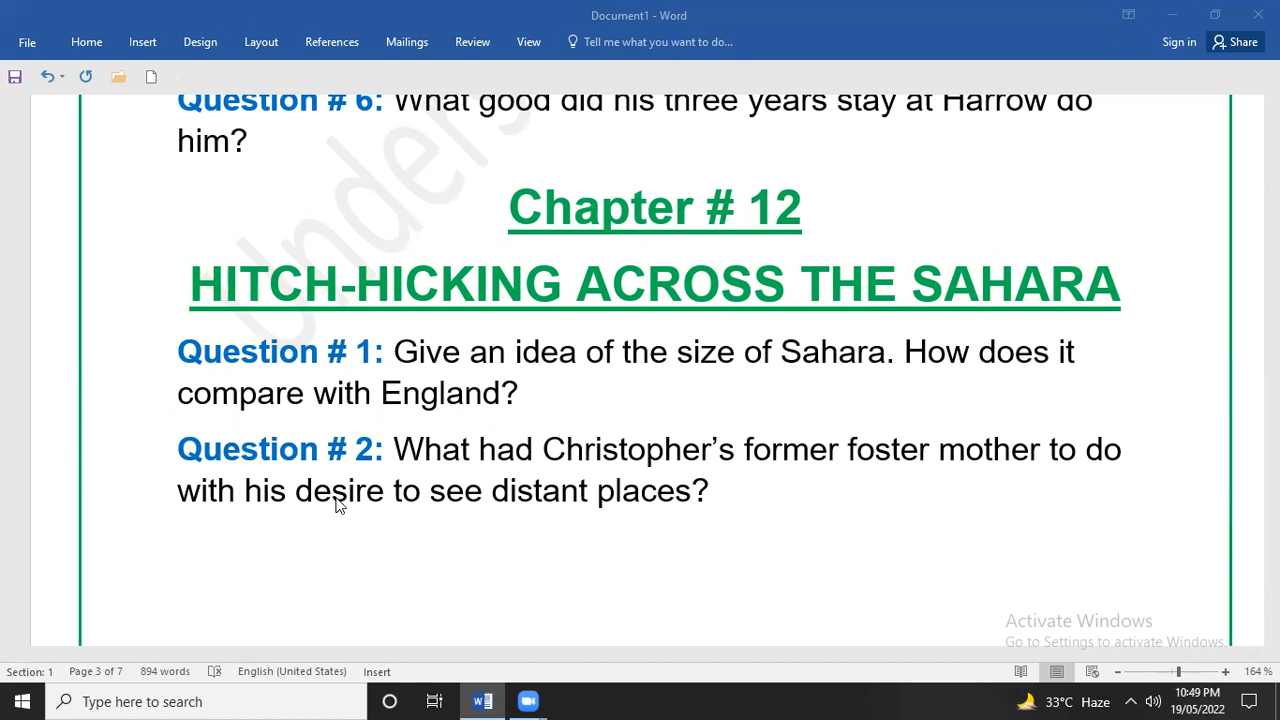 Document1 - Word
File Home Insert Design Layout References Mailings Review View Tell me what you want to do... Sign in Share
Question # 6: What good did his three years stay at Harrow do
him?
Chapter # 12
HITCH-HICKING ACROSS THE SAHARA
Question # 1: Give an idea of the size of Sahara. How does it
compare with England?
Question # 2: What had Christopher's former foster mother to do
with his desire to see distant places?
Unders
Activate Windows
Go to Settings to activate Windows.
Section: 1 Page 3 of 7 894 words English (United States) Insert 164 %
Type here to search 33°C Haze 10:49 PM
19/05/2022